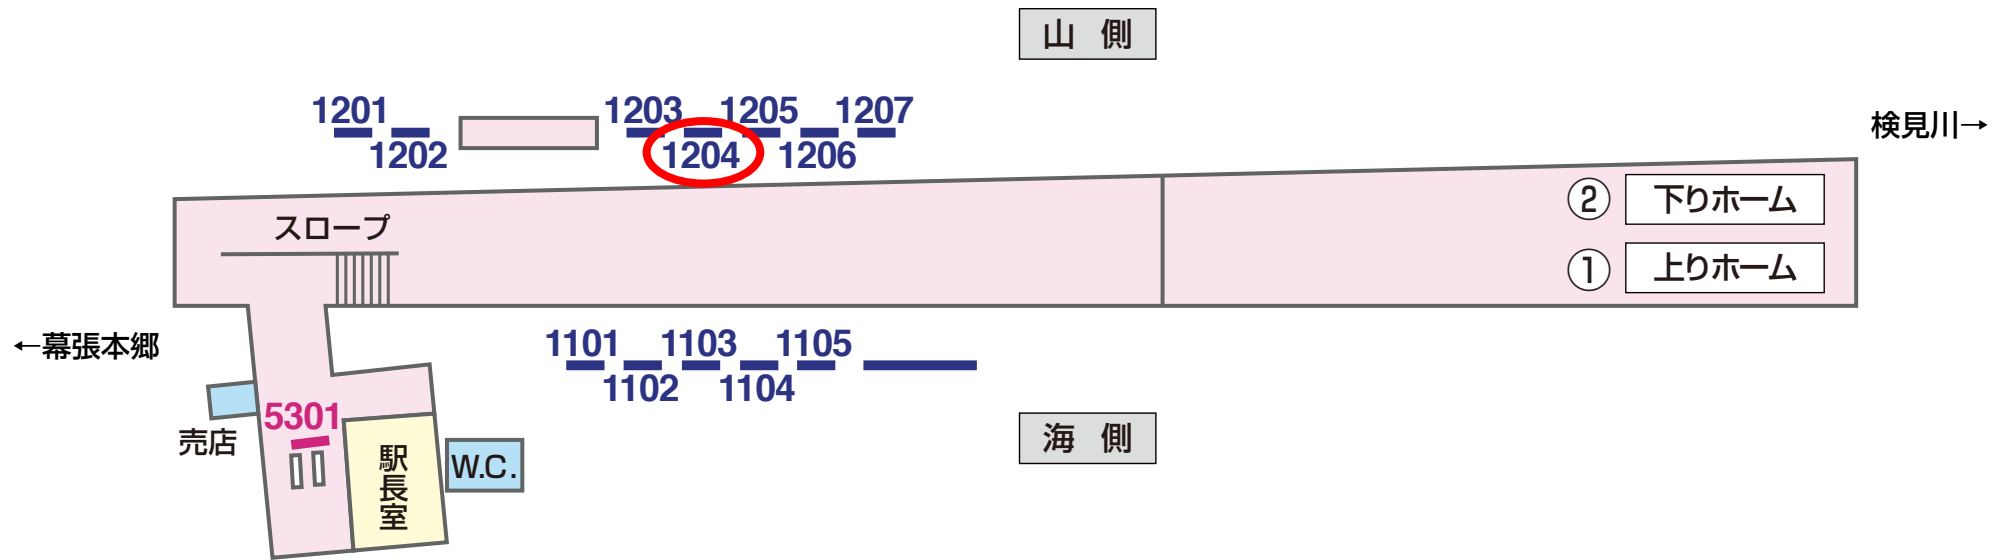 山 側
1201
1203
1205
1207
検見川→
1202
1204
1206
② 下りホーム
スロープ
① 上りホーム
←幕張本郷
1101
1103
1105
1102
1104
5301
売店
海 側
駅長室
W.C.